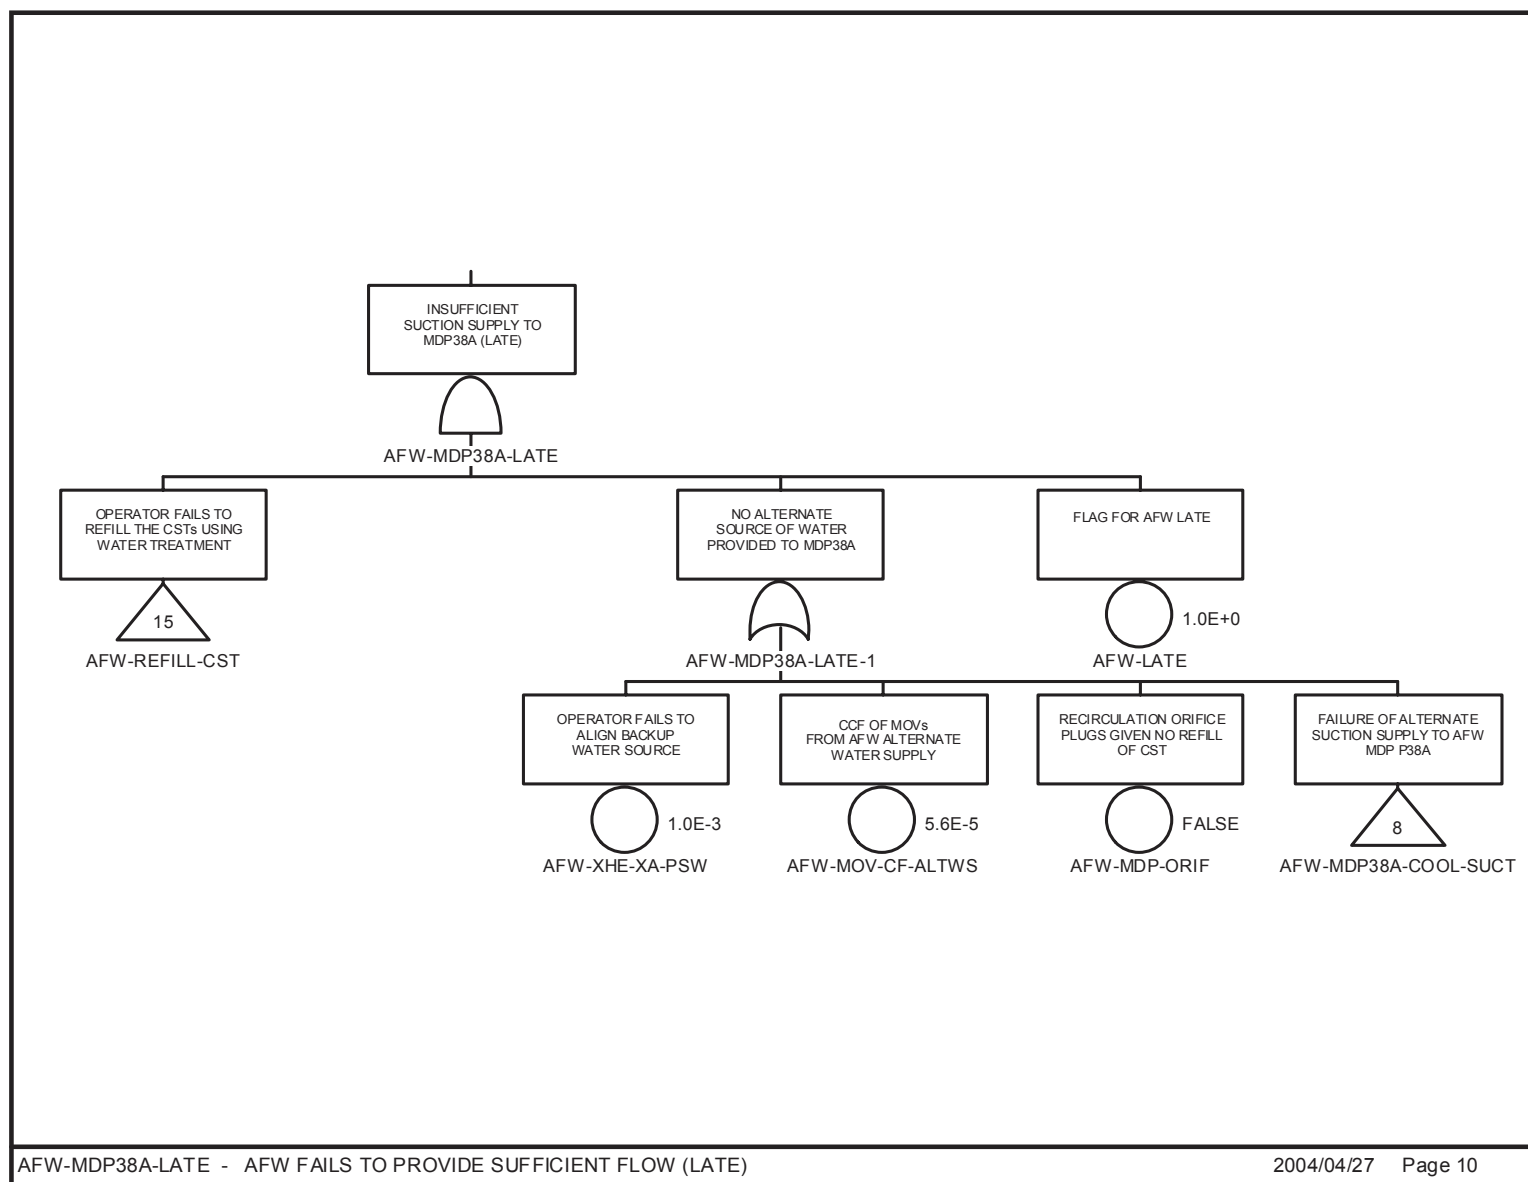 INSUFFICIENT
SUCTION SUPPLY TO
MDP38A (LATE)
AFW-MDP38A-LATE
OPERATOR FAILS TO
REFILL THE CSTs USING
WATER TREATMENT
15
AFW-REFILL-CST
NO ALTERNATE
SOURCE OF WATER
PROVIDED TO MDP38A
AFW-MDP38A-LATE-1
FLAG FOR AFW LATE
1.0E+0
AFW-LATE
OPERATOR FAILS TO
ALIGN BACKUP
WATER SOURCE
1.0E-3
AFW-XHE-XA-PSW
CCF OF MOVs
FROM AFW ALTERNATE
WATER SUPPLY
5.6E-5
AFW-MOV-CF-ALTWS
RECIRCULATION ORIFICE
PLUGS GIVEN NO REFILL
OF CST
FALSE
AFW-MDP-ORIF
FAILURE OF ALTERNATE
SUCTION SUPPLY TO AFW
MDP P38A
8
AFW-MDP38A-COOL-SUCT
AFW-MDP38A-LATE - AFW FAILS TO PROVIDE SUFFICIENT FLOW (LATE)
2004/04/27 Page 10